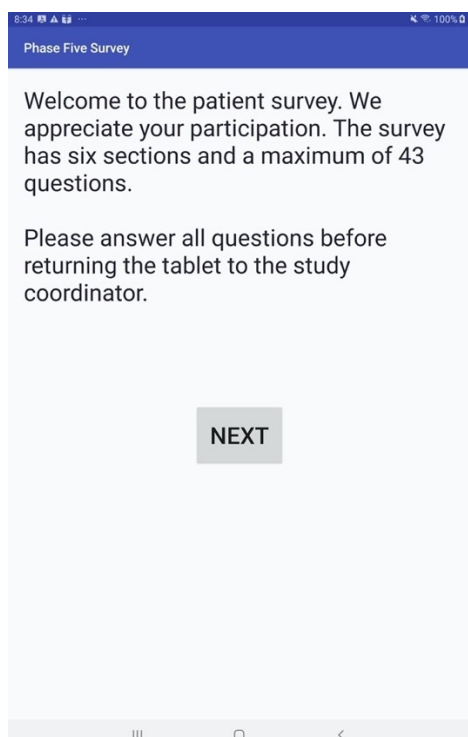 8:34
100%
Phase Five Survey
Welcome to the patient survey. We
appreciate your participation. The survey
has six sections and a maximum of 43
questions.
Please answer all questions before
returning the tablet to the study
coordinator.
NEXT